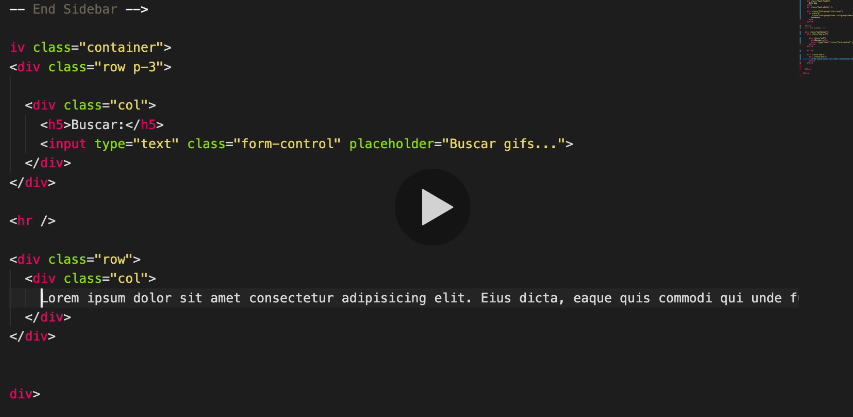 -- End Sidebar -->
iv class="container">
<div class="row p-3">
<div class="col">
<h5>Buscar:</h5>
<input type="text" class="form-control" placeholder="Buscar gifs...">
</div>
</div>
<hr />
<div class="row">
<div class="col">
Lorem ipsum dolor sit amet consectetur adipisicing elit. Eius dicta, eaque quis commodi qui unde f
</div>
</div>
div>